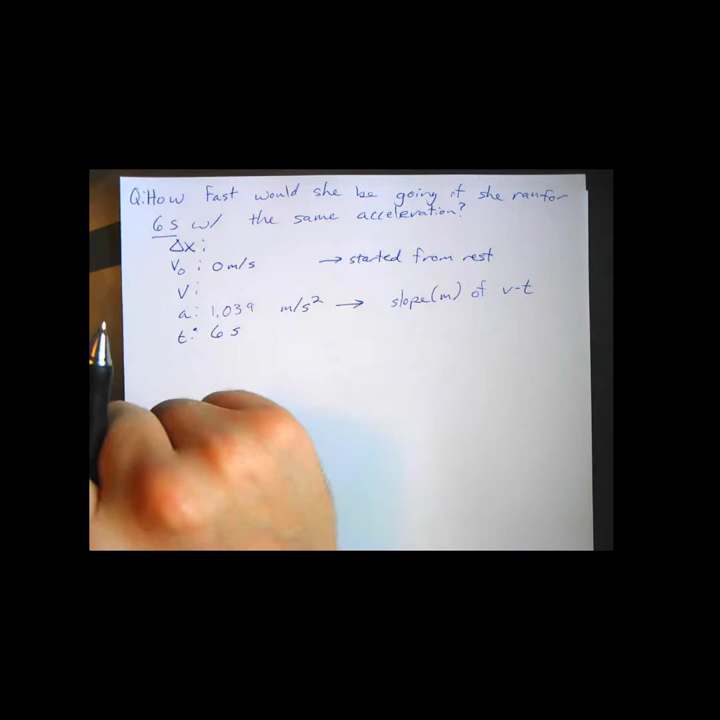 Q: How Fast would she be going if she ran for
6 s w/ the same acceleration?
Δx:
V₀: 0 m/s → started from rest
V:
a: 1.039 m/s² → slope(m) of v-t
t: 6 s